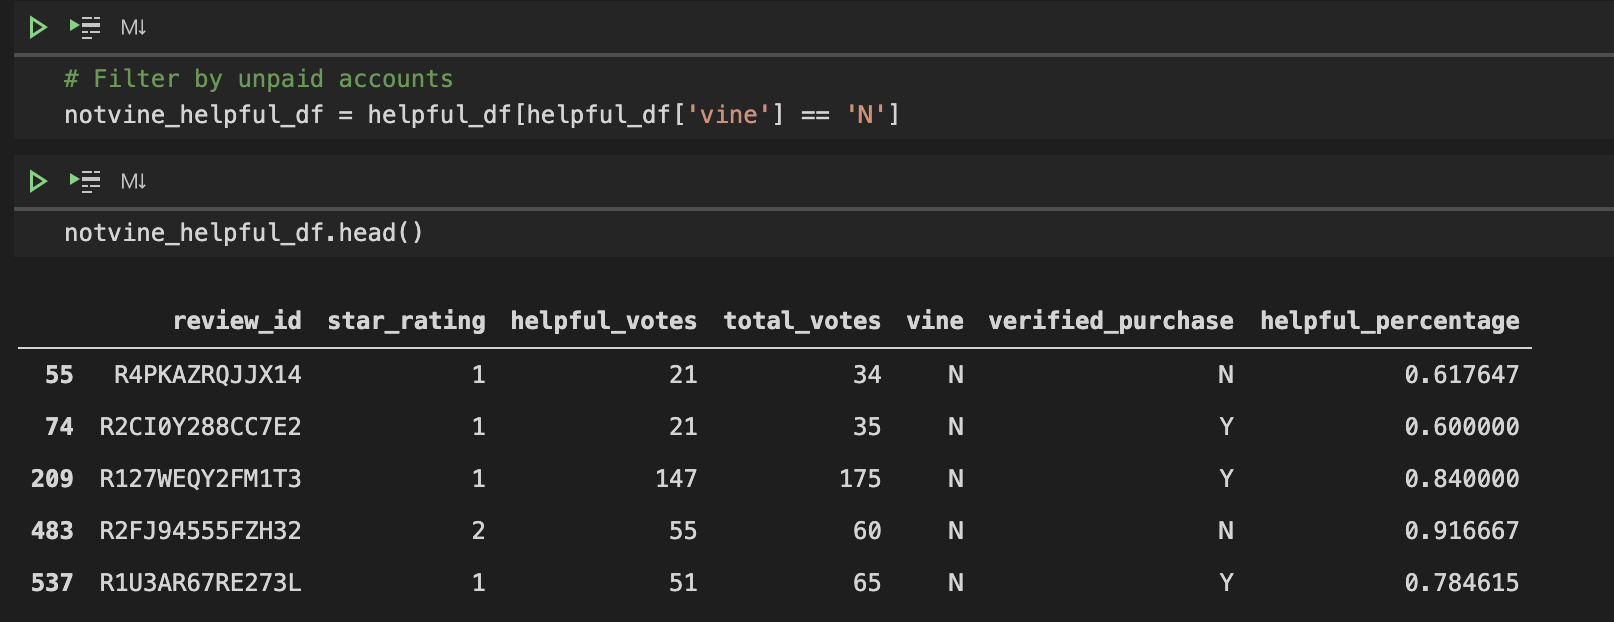 M↓
# Filter by unpaid accounts
notvine_helpful_df = helpful_df[helpful_df['vine'] == 'N']
M↓
notvine_helpful_df.head()
review_id star_rating helpful_votes total_votes vine verified_purchase helpful_percentage
55 R4PKAZRQJJX14 1 21 34 N N 0.617647
74 R2CI0Y288CC7E2 1 21 35 N Y 0.600000
209 R127WEQY2FM1T3 1 147 175 N Y 0.840000
483 R2FJ94555FZH32 2 55 60 N N 0.916667
537 R1U3AR67RE273L 1 51 65 N Y 0.784615